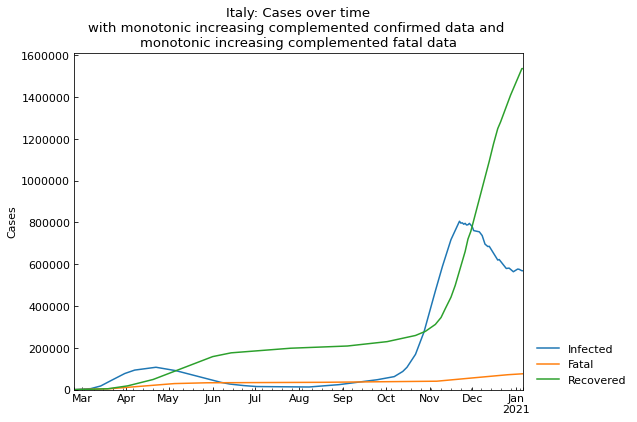 Italy: Cases over time
with monotonic increasing complemented confirmed data and
monotonic increasing complemented fatal data
1600000
1400000
1200000
1000000
800000
600000
400000
200000
0
Cases
Mar Apr May Jun Jul Aug Sep Oct Nov Dec Jan
2021
Infected
Fatal
Recovered